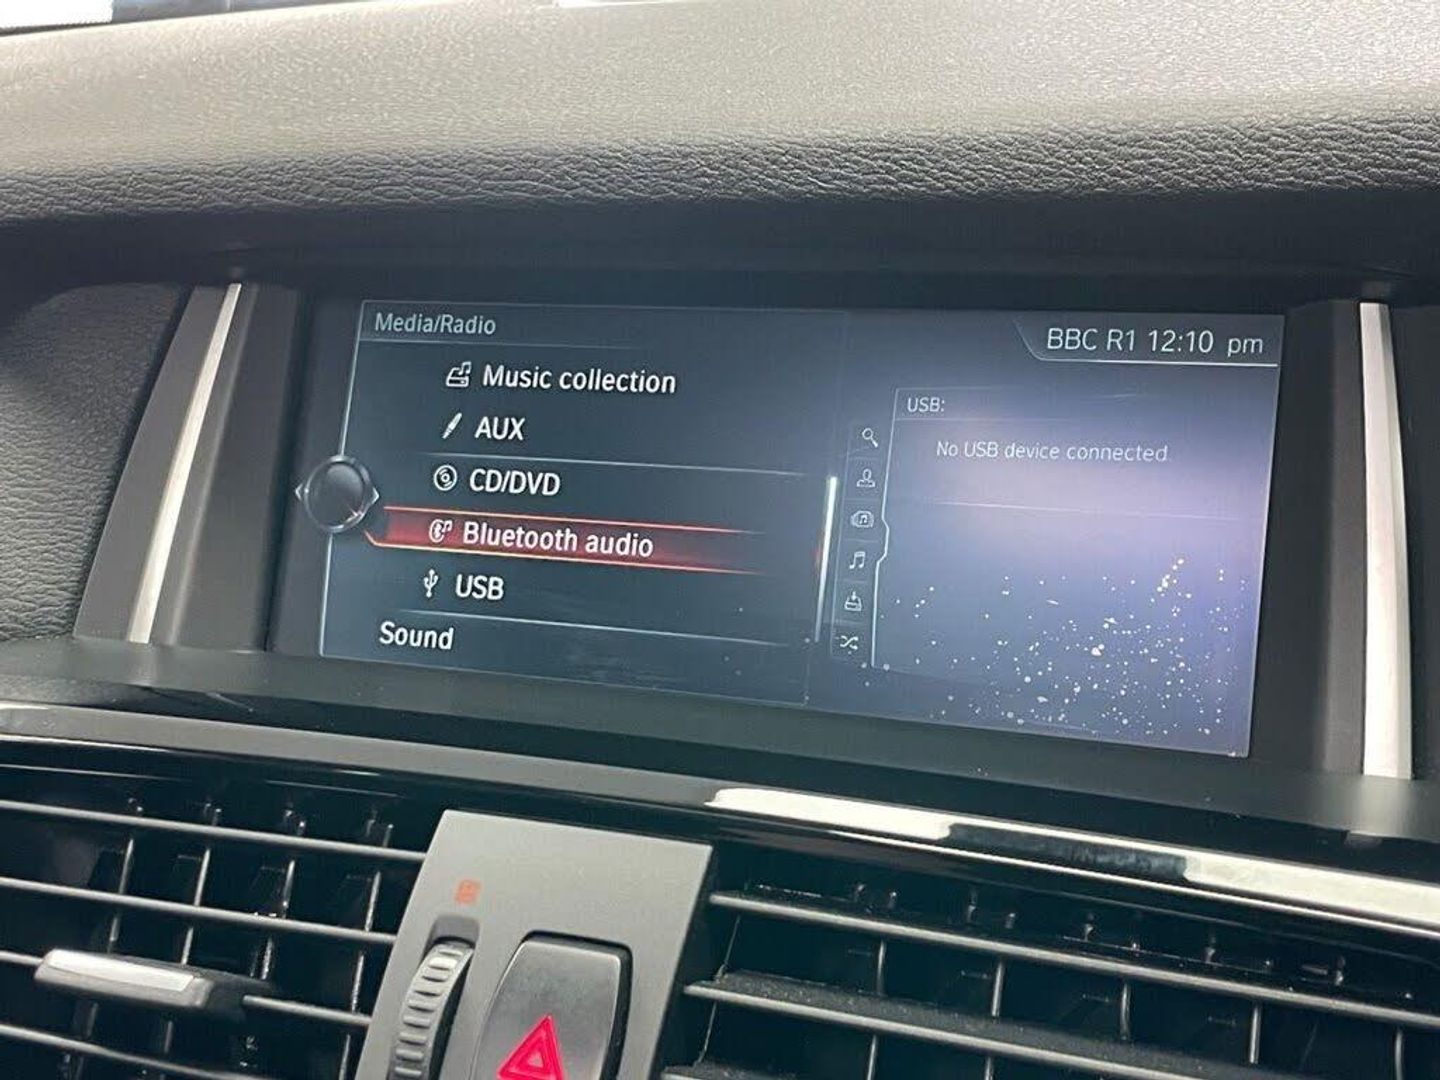 Media/Radio
BBC R1 12:10 pm
Music collection
AUX
CD/DVD
Bluetooth audio
USB
Sound
USB:
No USB device connected.